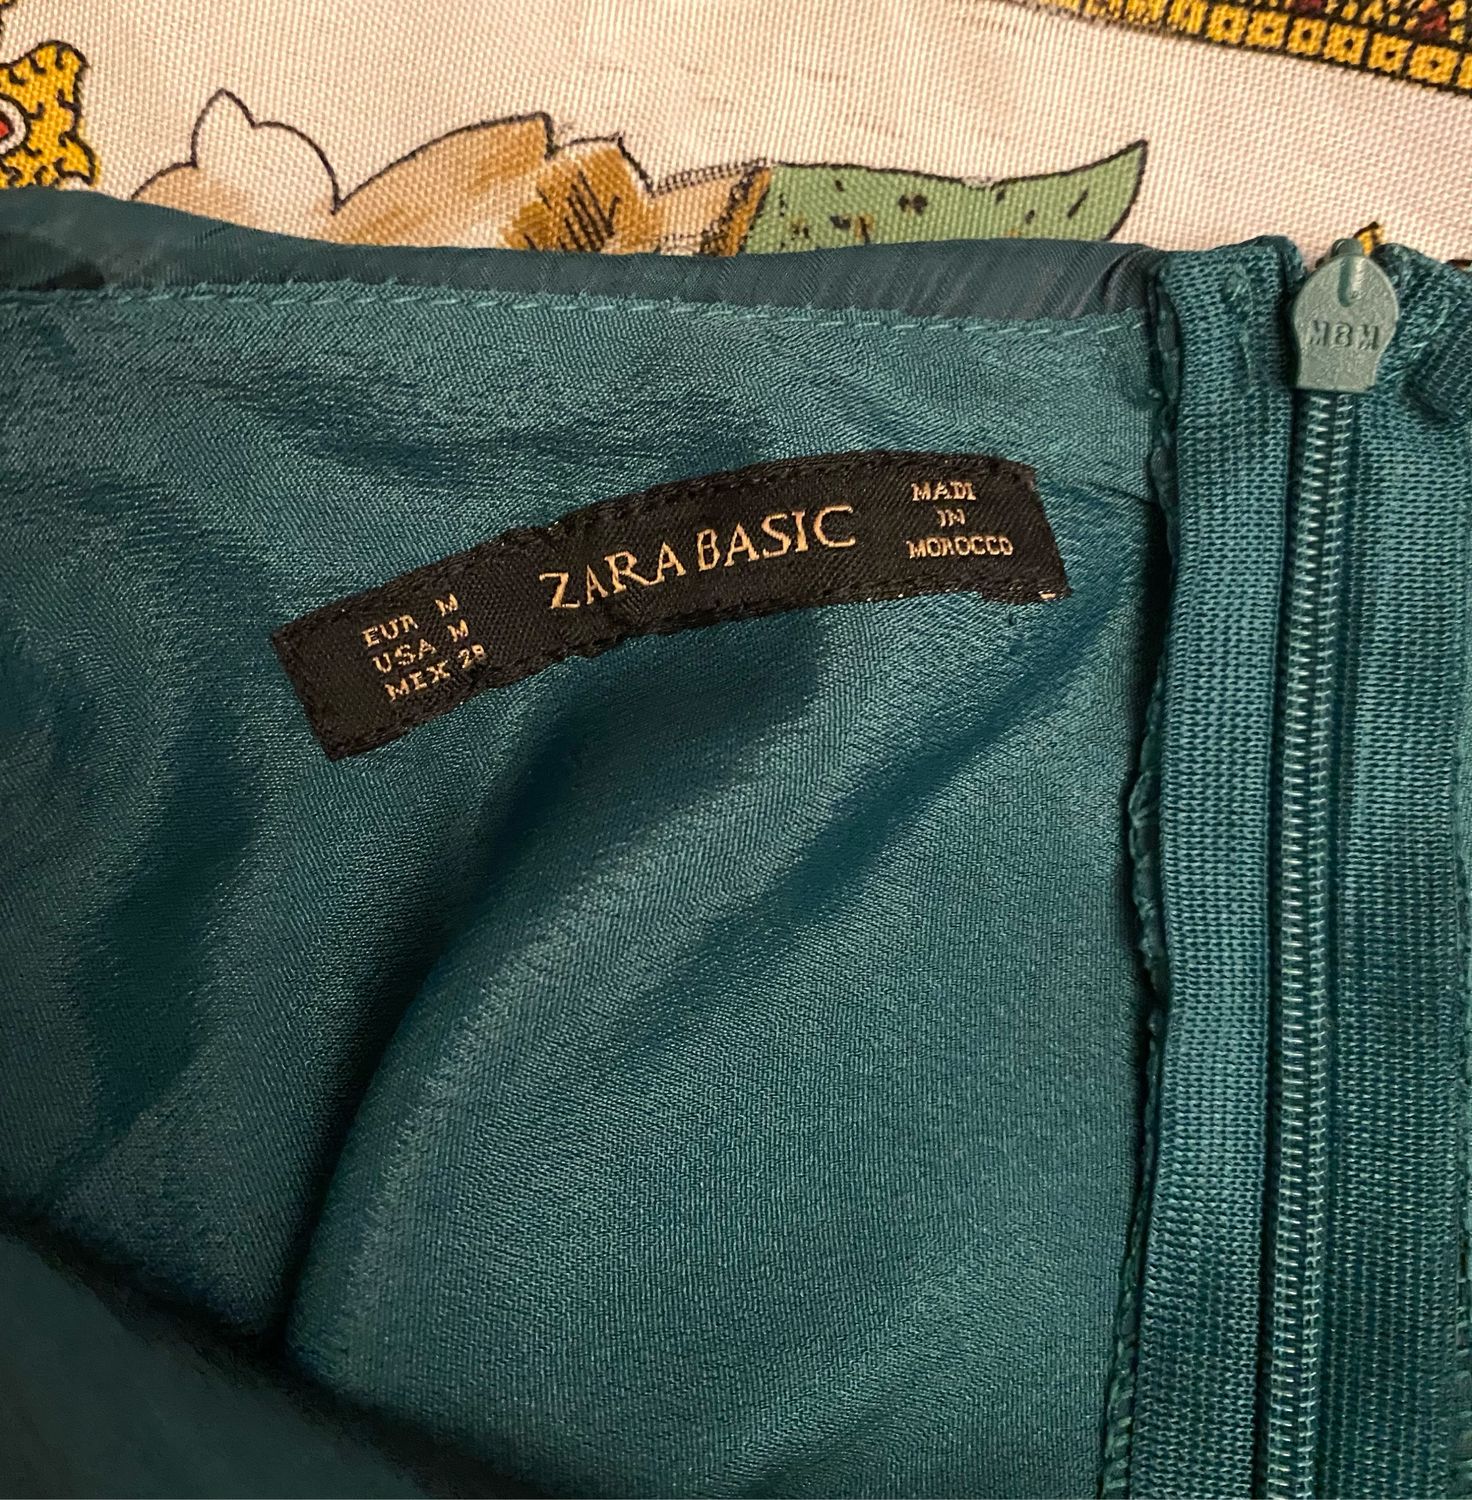 EUR M
USA M
MEX 28
ZARA BASIC
MADE
IN
MOROCCO